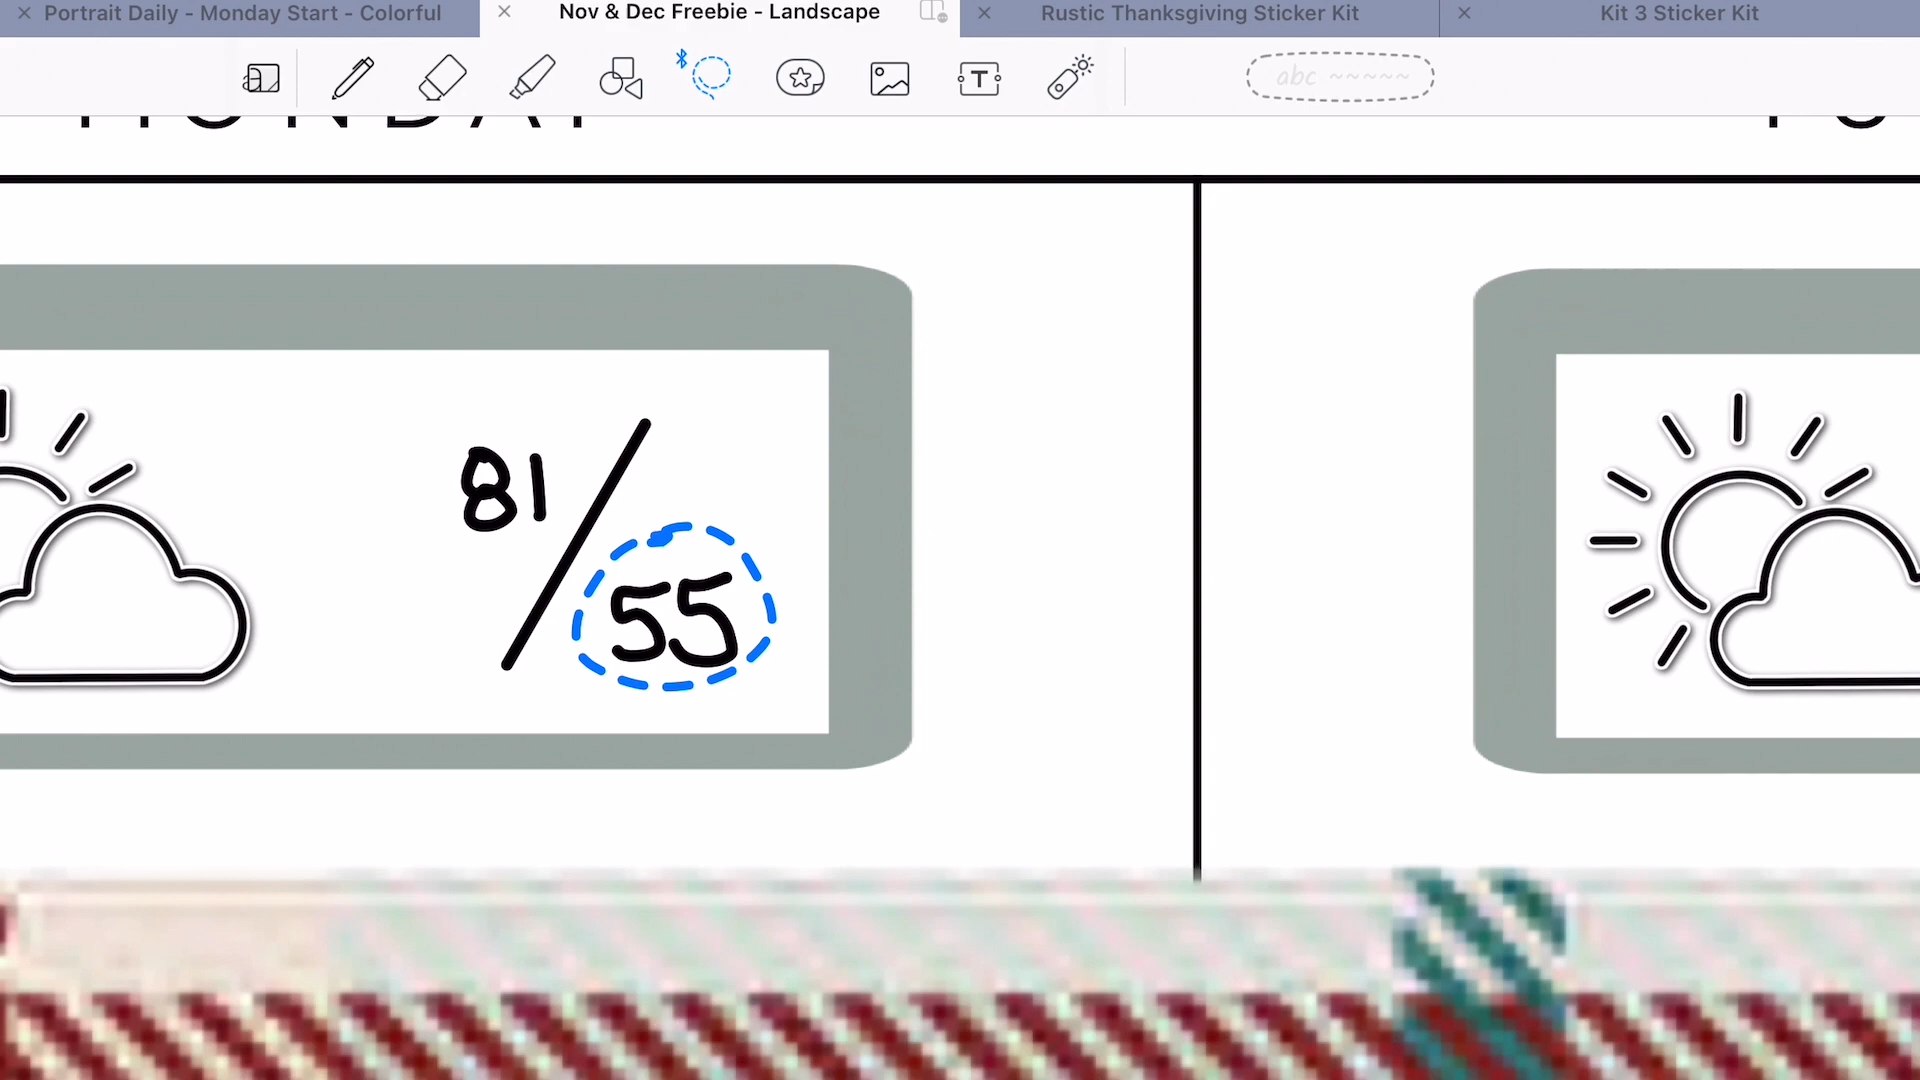 Portrait Daily - Monday Start - Colorful
Nov & Dec Freebie - Landscape
Rustic Thanksgiving Sticker Kit
Kit 3 Sticker Kit
abc
MONDAY
81/55